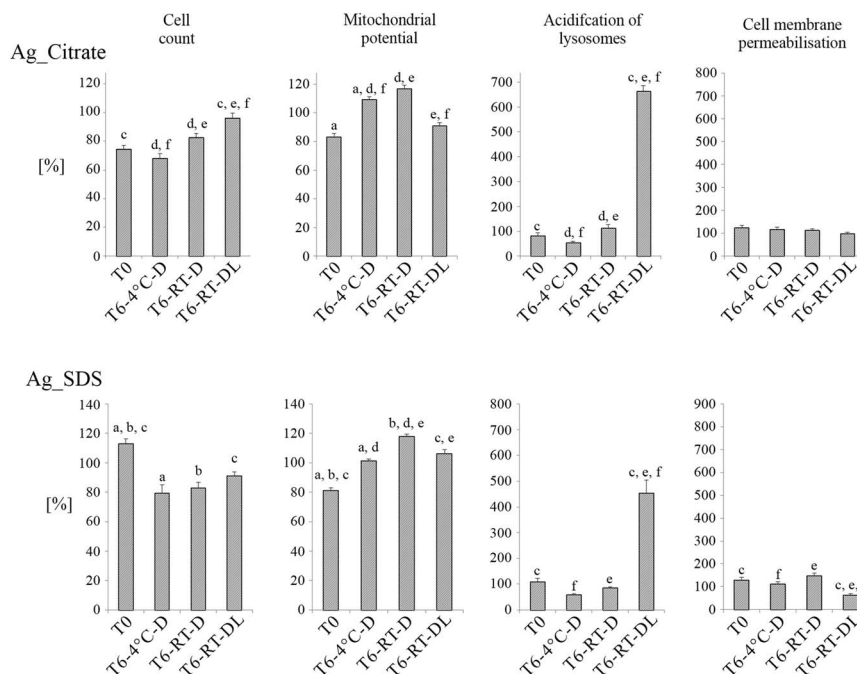 Cell
count
Mitochondrial
potential
Acidifcation of
lysosomes
Cell membrane
permeabilisation
Ag_Citrate
[%]
120
100
80
60
40
20
0
c
d, f
d, e
c, e, f
T0
T6-4°C-D
T6-RT-D
T6-RT-DL
120
100
80
60
40
20
0
a
a, d, f
d, e
e, f
T0
T6-4°C-D
T6-RT-D
T6-RT-DL
700
600
500
400
300
200
100
0
c
d, f
d, e
c, e, f
T0
T6-4°C-D
T6-RT-D
T6-RT-DL
800
700
600
500
400
300
200
100
0
T0
T6-4°C-D
T6-RT-D
T6-RT-DL
Ag_SDS
[%]
140
120
100
80
60
40
20
0
a, b, c
a
b
c
T0
T6-4°C-D
T6-RT-D
T6-RT-DL
140
120
100
80
60
40
20
0
a, b, c
a, d
b, d, e
c, e
T0
T6-4°C-D
T6-RT-D
T6-RT-DL
800
700
600
500
400
300
200
100
0
c
f
e
c, e, f
T0
T6-4°C-D
T6-RT-D
T6-RT-DL
900
800
700
600
500
400
300
200
100
0
c
f
e
c, e,
T0
T6-4°C-D
T6-RT-D
T6-RT-DL